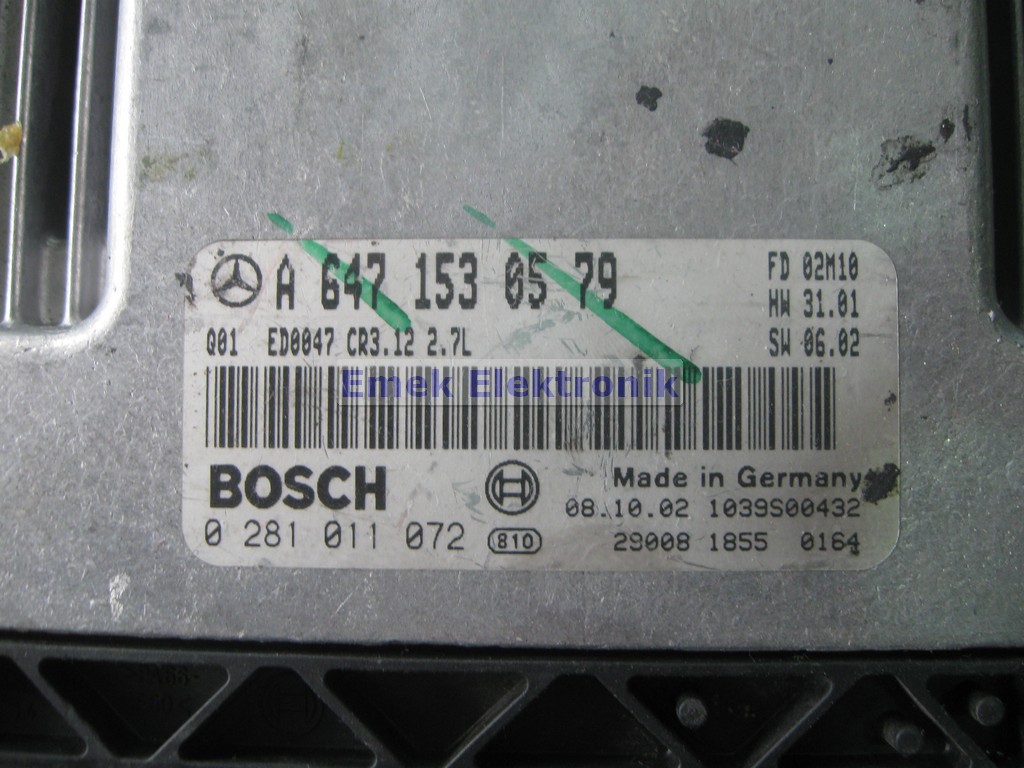 A 647 153 05 79
FD 02M10
HW 31.01
Q01 ED0047 CR3.12 2.7L
SW 06.02
Emek Elektronik
BOSCH
Made in Germany
08.10.02 1039S00432
0 281 011 072
810
29008 1855 0164